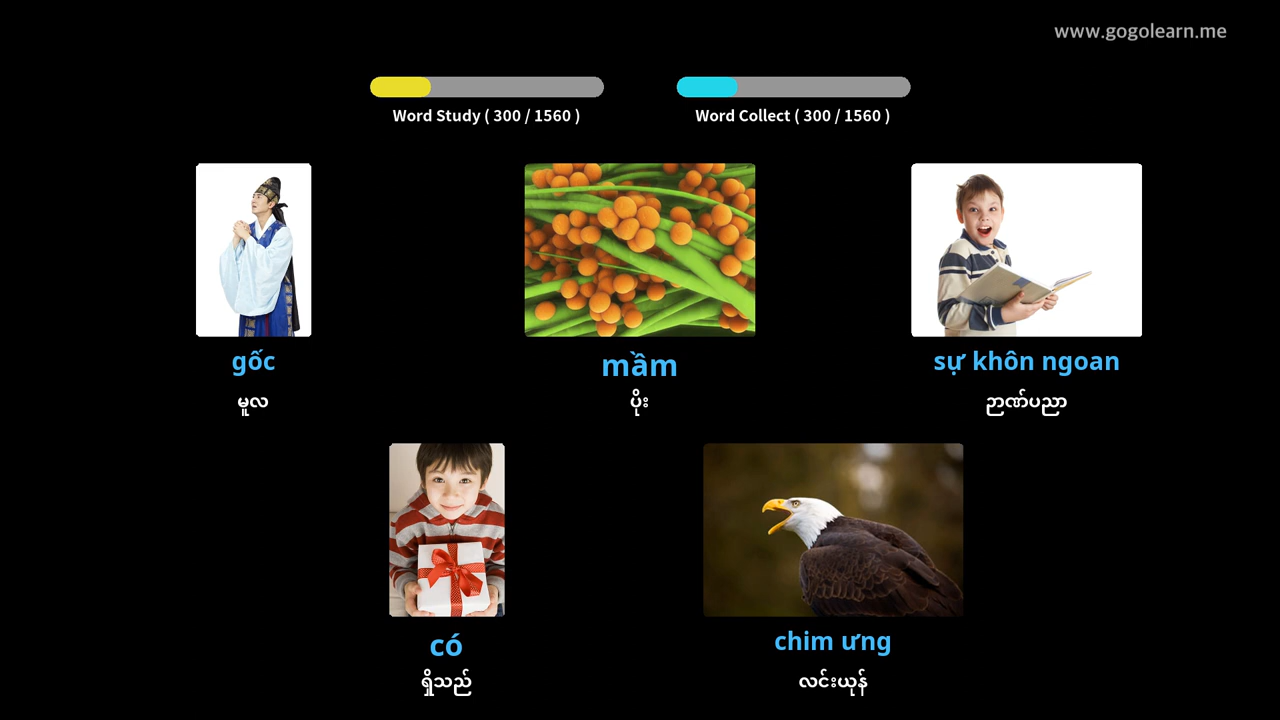 www.gogolearn.me
Word Study ( 300 / 1560 )
Word Collect ( 300 / 1560 )
gốc
မူလ
mầm
ပိုး
sự khôn ngoan
ဉာဏ်ပညာ
có
ရှိသည်
chim ưng
လင်းယုန်